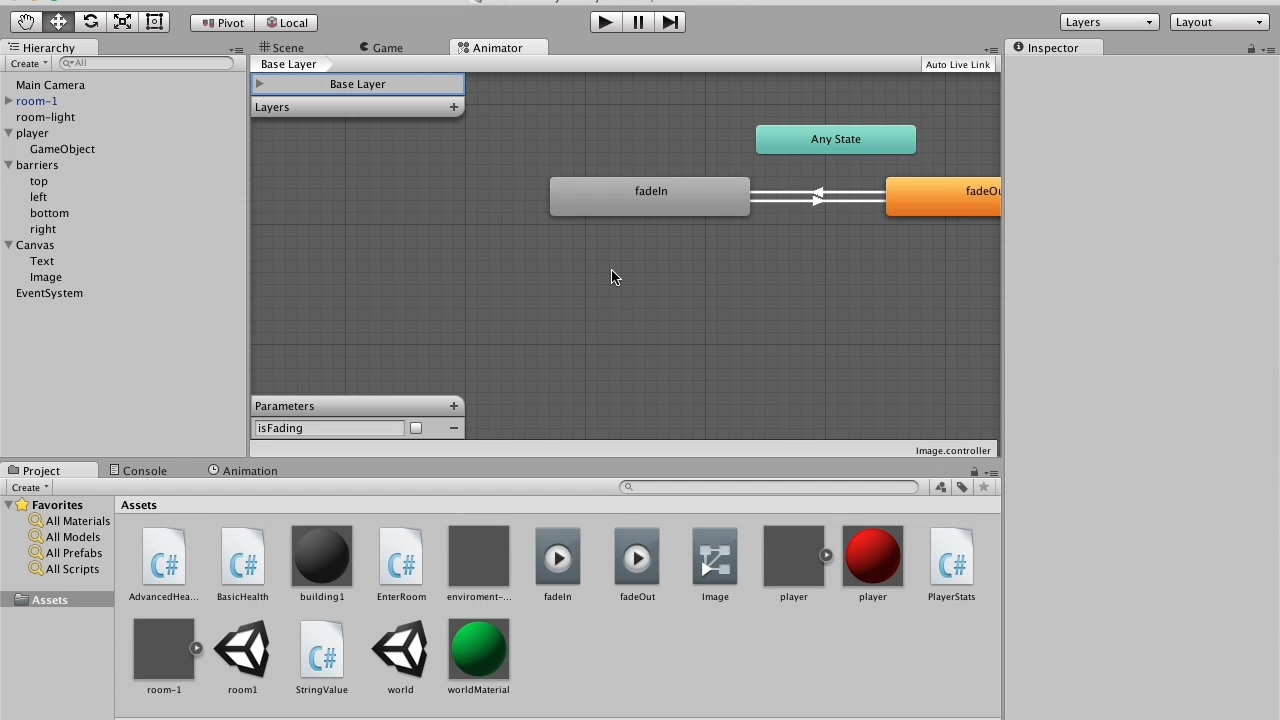 Pivot Local Layers Layout
Hierarchy
Create All
Main Camera
room-1
room-light
player
GameObject
barriers
top
left
bottom
right
Canvas
Text
Image
EventSystem
Scene Game Animator
Base Layer Auto Live Link
Base Layer
Layers +
Any State
fadeIn
Parameters +
isFading
Image.controller
Inspector
Project Console Animation
Create
Favorites
All Materials
All Models
All Prefabs
All Scripts
Assets
Assets
AdvancedHea... BasicHealth building1 EnterRoom enviroment-... fadeIn fadeOut Image player player PlayerStats
room-1 room1 StringValue world worldMaterial
C# C# C# C#
C#